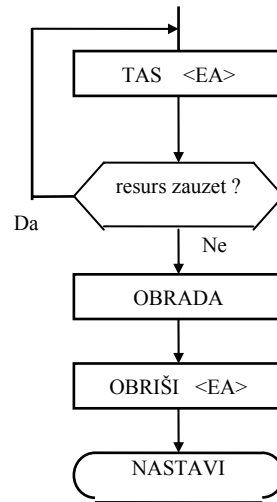 TAS <EA>
resurs zauzet ?
Da
Ne
OBRADA
OBRIŠI <EA>
NASTAVI